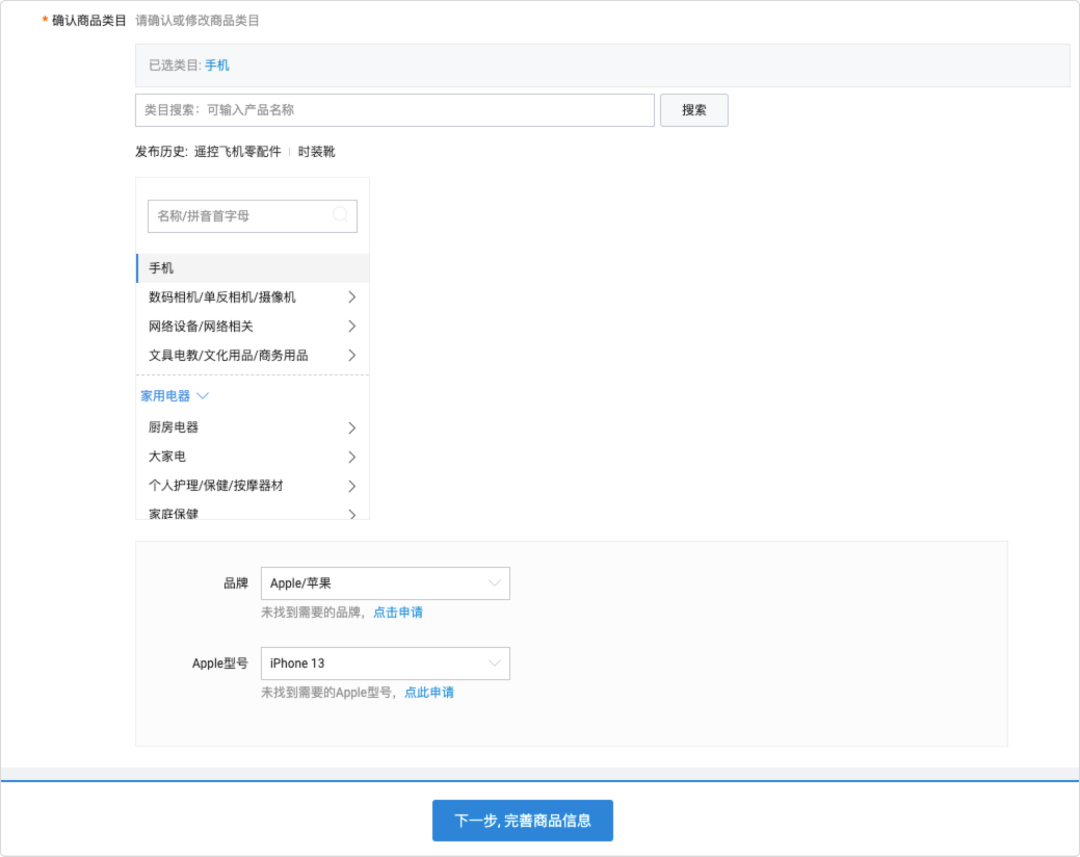 * 确认商品类目 请确认或修改商品类目
已选类目: 手机
类目搜索：可输入产品名称 搜索
发布历史: 遥控飞机零配件 | 时装靴
名称/拼音首字母
手机
数码相机/单反相机/摄像机
网络设备/网络相关
文具电教/文化用品/商务用品
家用电器
厨房电器
大家电
个人护理/保健/按摩器材
家庭保健
品牌 Apple/苹果
未找到需要的品牌，点击申请
Apple型号 iPhone 13
未找到需要的Apple型号，点此申请
下一步, 完善商品信息